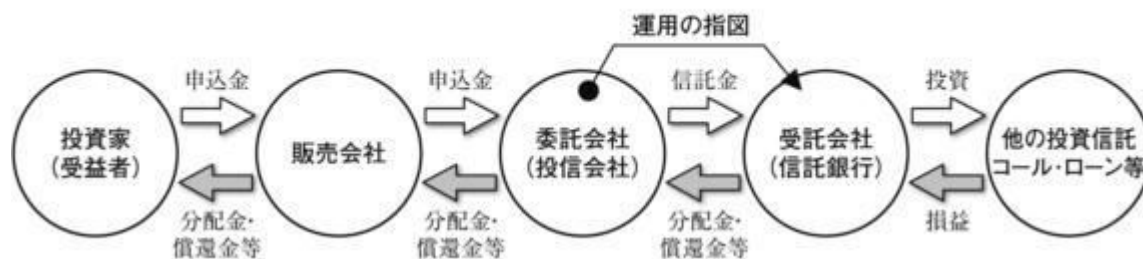 運用の指図
申込金
申込金
信託金
投資
投資家
(受益者)
販売会社
委託会社
(投信会社)
受託会社
(信託銀行)
他の投資信託
コール・ローン等
分配金・
償還金等
分配金・
償還金等
分配金・
償還金等
損益